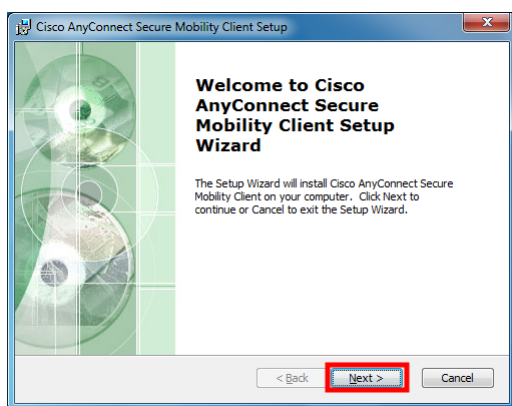 Cisco AnyConnect Secure Mobility Client Setup
Welcome to Cisco
AnyConnect Secure
Mobility Client Setup
Wizard
The Setup Wizard will install Cisco AnyConnect Secure
Mobility Client on your computer. Click Next to
continue or Cancel to exit the Setup Wizard.
< Back Next > Cancel